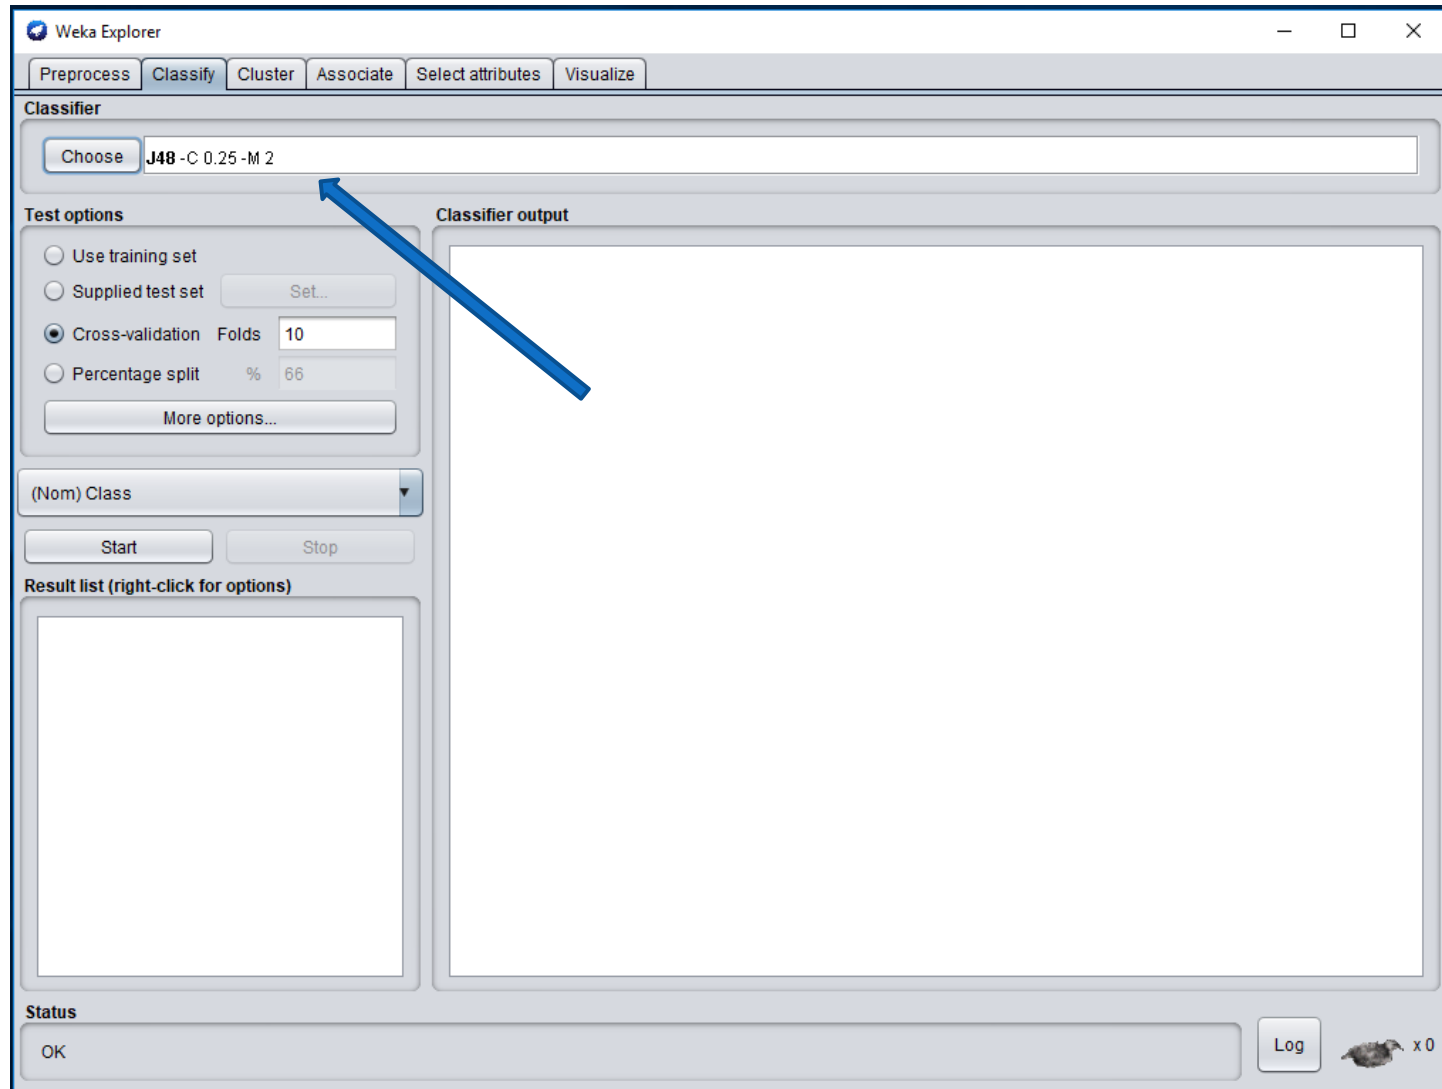 Weka Explorer
Preprocess Classify Cluster Associate Select attributes Visualize
Classifier
Choose J48 -C 0.25 -M 2
Test options
Use training set
Supplied test set Set...
Cross-validation Folds 10
Percentage split % 66
More options...
(Nom) Class
Start Stop
Result list (right-click for options)
Classifier output
Status
OK
Log x 0